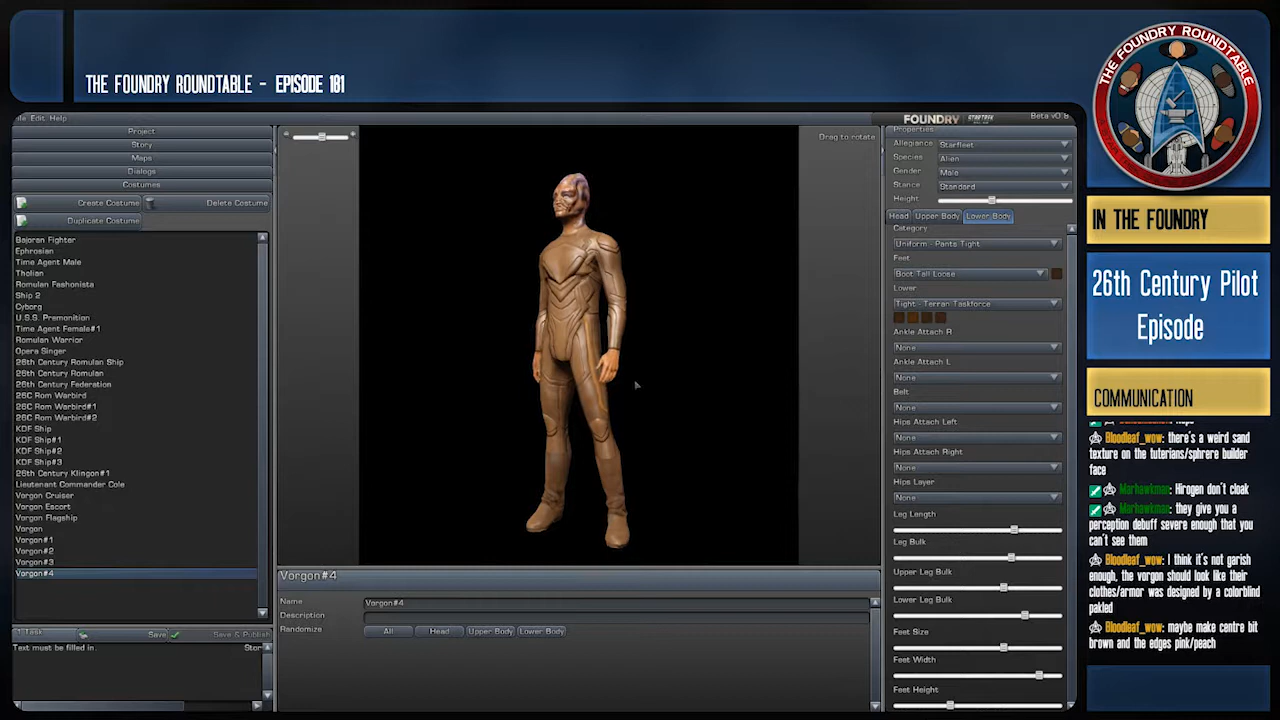 THE FOUNDRY ROUNDTABLE - EPISODE 181
THE FOUNDRY ROUNDTABLE
File Edit Help
FOUNDRY
STAR TREK
Beta v0.8
Project
Story
Maps
Dialogs
Costumes
Create Costume
Delete Costume
Duplicate Costume
Bajoran Fighter
Ephrosian
Time Agent Male
Tholian
Romulan Fashonista
Ship 2
Cyborg
U.S.S. Premonition
Time Agent Female#1
Romulan Warrior
Opera Singer
26th Century Romulan Ship
26th Century Romulan
26th Century Federation
26C Rom Warbird
26C Rom Warbird#1
26C Rom Warbird#2
KDF Ship
KDF Ship#1
KDF Ship#2
KDF Ship#3
26th Century Klingon#1
Lieutenant Commander Cole
Vorgon Cruiser
Vorgon Escort
Vorgon Flagship
Vorgon
Vorgon#1
Vorgon#2
Vorgon#3
Vorgon#4
1 Task
Save
Save & Publish
Text must be filled in.
Stor
Drag to rotate
Vorgon#4
Name
Vorgon#4
Description
Randomize
All
Head
Upper Body
Lower Body
Properties
Allegiance
Starfleet
Species
Alien
Gender
Male
Stance
Standard
Height
Head
Upper Body
Lower Body
Category
Uniform - Pants Tight
Feet
Boot Tall Loose
Lower
Tight - Terran Taskforce
Ankle Attach R
None
Ankle Attach L
None
Belt
None
Hips Attach Left
None
Hips Attach Right
None
Hips Layer
None
Leg Length
Leg Bulk
Upper Leg Bulk
Lower Leg Bulk
Feet Size
Feet Width
Feet Height
IN THE FOUNDRY
26th Century Pilot
Episode
COMMUNICATION
Bloodleaf_wow: there's a weird sand
texture on the tuterians/sphrere builder
face
Marhawkman: Hirogen don't cloak
Marhawkman: they give you a
perception debuff severe enough that you
can't see them
Bloodleaf_wow: I think it's not garish
enough, the vorgon should look like their
clothes/armor was designed by a colorblind
pakled
Bloodleaf_wow: maybe make centre bit
brown and the edges pink/peach